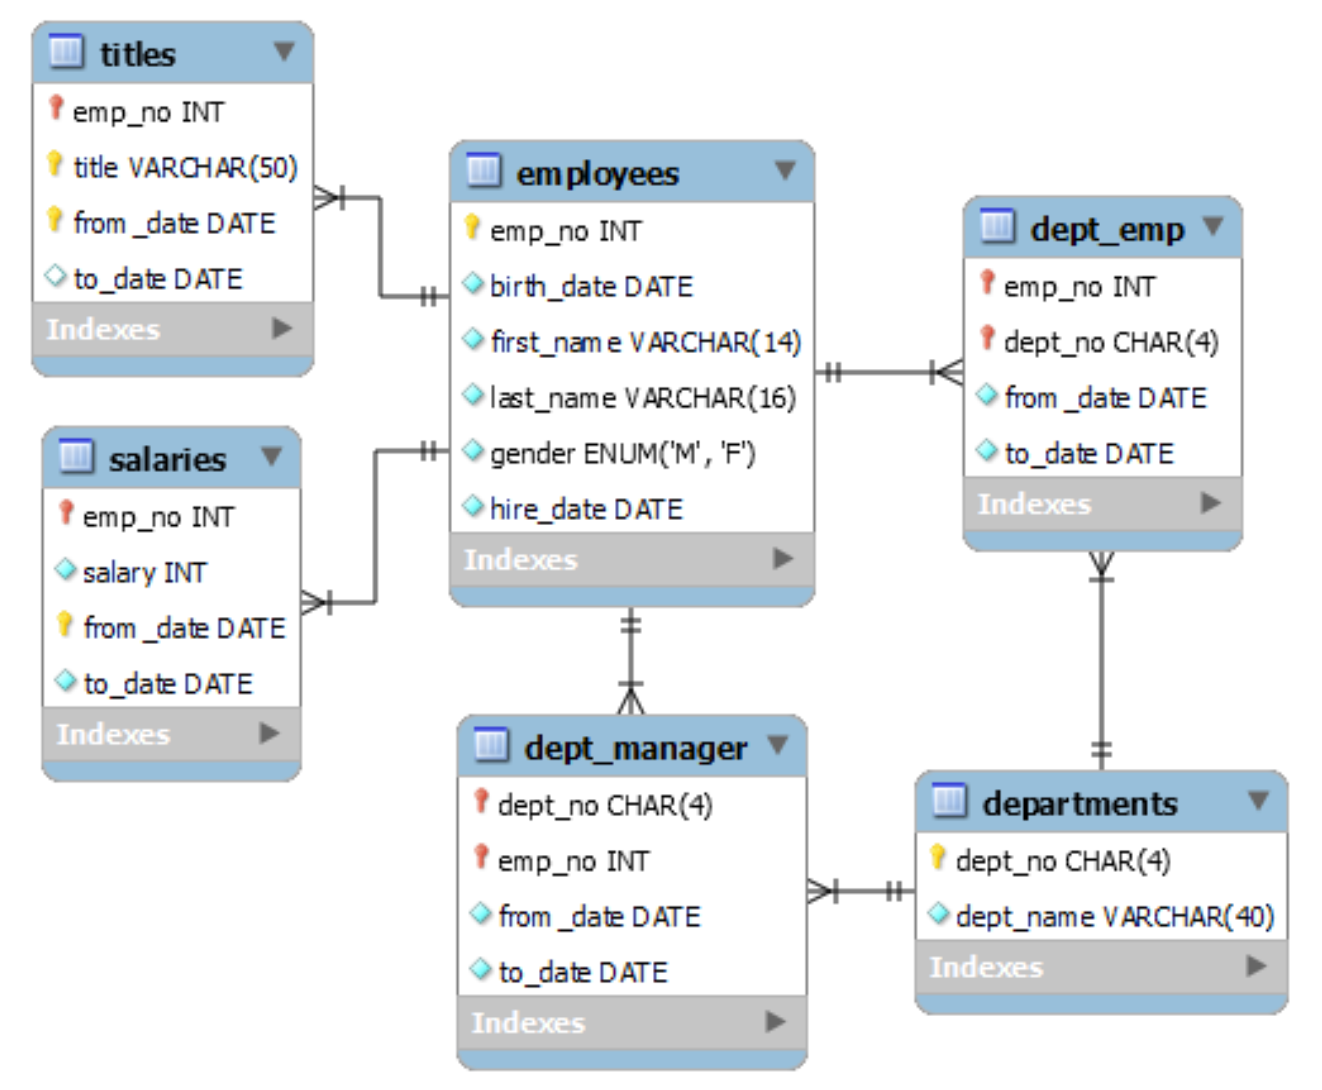 titles
emp_no INT
title VARCHAR(50)
from_date DATE
to_date DATE
Indexes
employees
emp_no INT
birth_date DATE
first_name VARCHAR(14)
last_name VARCHAR(16)
gender ENUM('M', 'F')
hire_date DATE
Indexes
dept_emp
emp_no INT
dept_no CHAR(4)
from_date DATE
to_date DATE
Indexes
salaries
emp_no INT
salary INT
from_date DATE
to_date DATE
Indexes
dept_manager
dept_no CHAR(4)
emp_no INT
from_date DATE
to_date DATE
Indexes
departments
dept_no CHAR(4)
dept_name VARCHAR(40)
Indexes